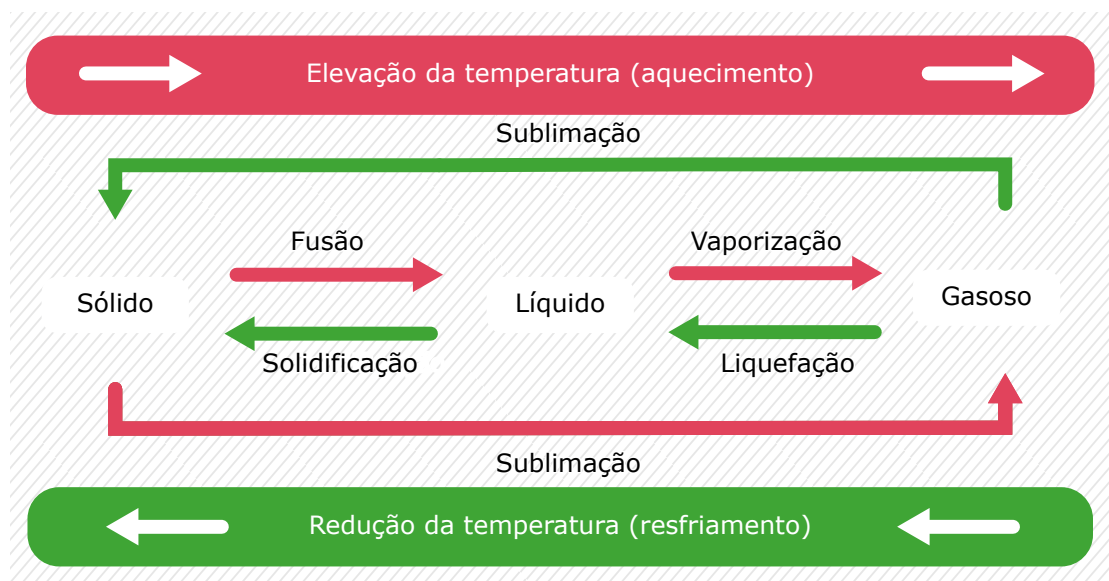 Elevação da temperatura (aquecimento)
Sublimação
Fusão
Vaporização
Sólido
Líquido
Gasoso
Solidificação
Liquefação
Sublimação
Redução da temperatura (resfriamento)